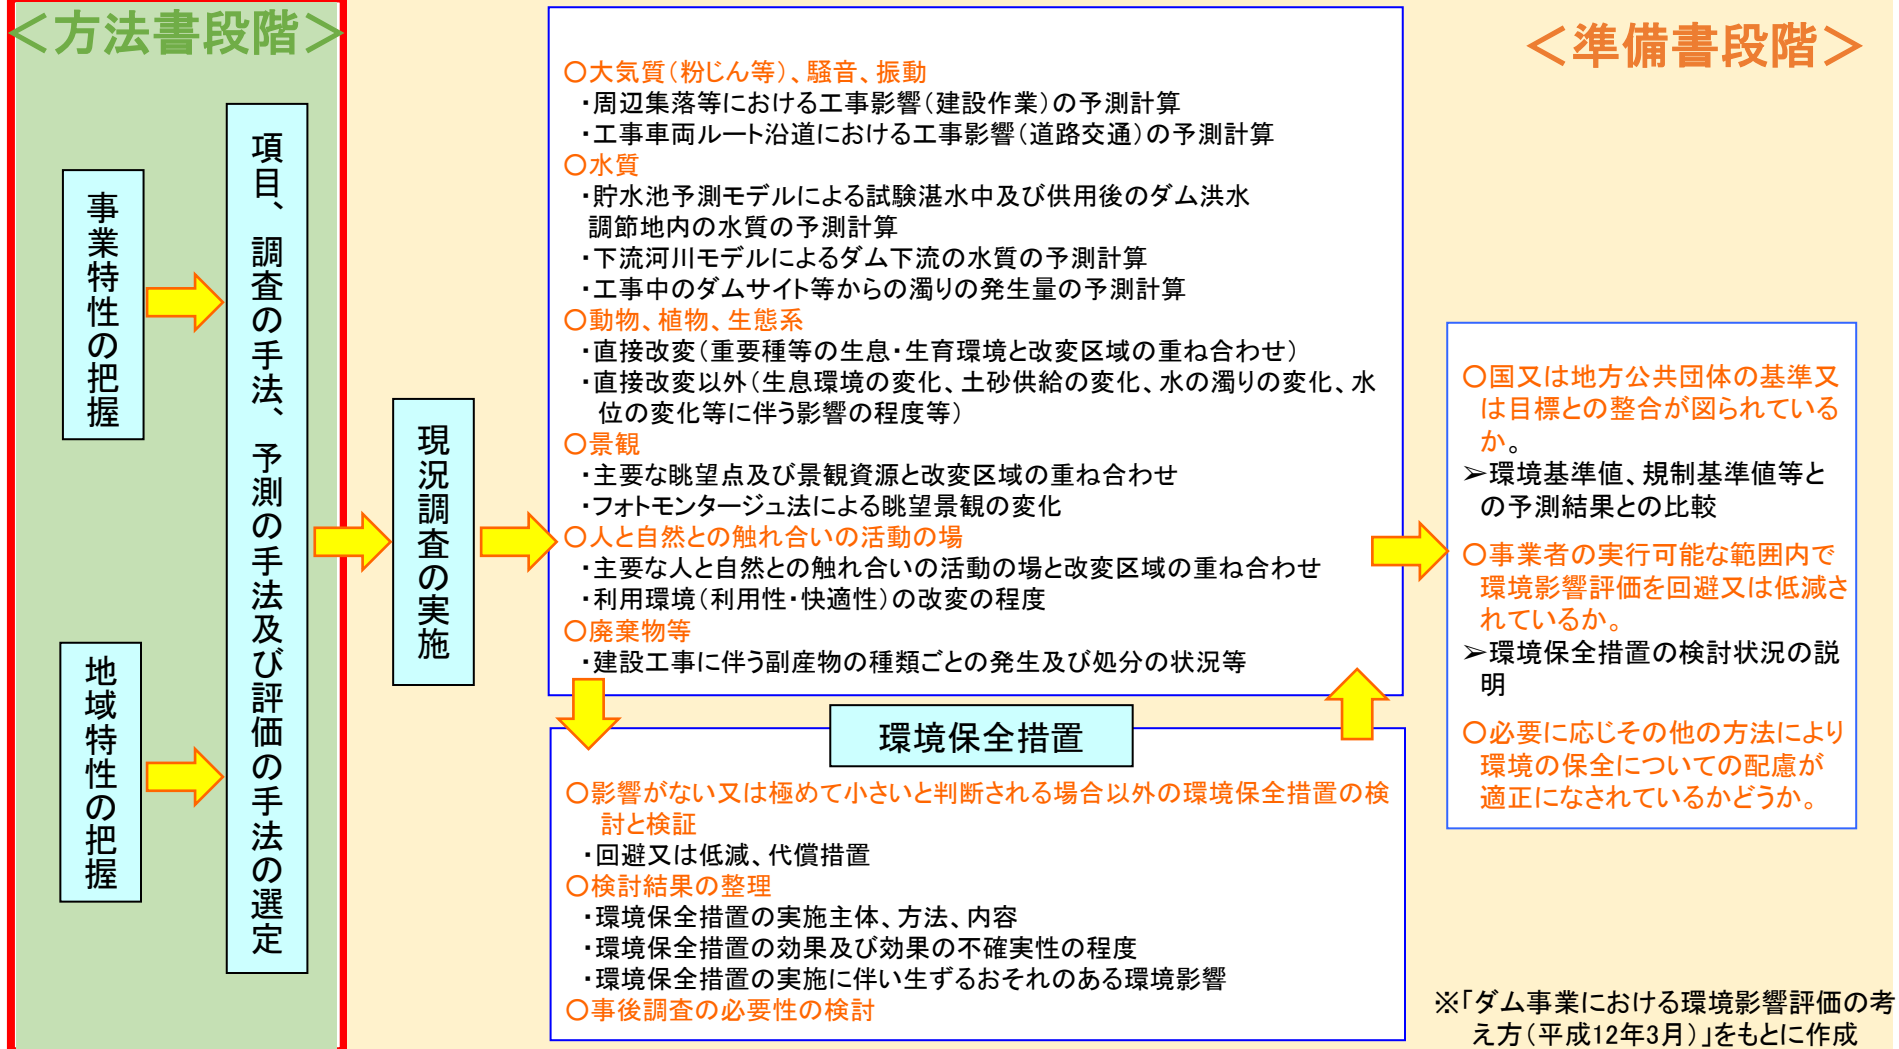 ＜方法書段階＞
事業特性の把握
地域特性の把握
項目、調査の手法、予測の手法及び評価の手法の選定
現況調査の実施
○大気質（粉じん等）、騒音、振動
・周辺集落等における工事影響（建設作業）の予測計算
・工事車両ルート沿道における工事影響（道路交通）の予測計算
○水質
・貯水池予測モデルによる試験湛水中及び供用後のダム洪水
調節地内の水質の予測計算
・下流河川モデルによるダム下流の水質の予測計算
・工事中のダムサイト等からの濁りの発生量の予測計算
○動物、植物、生態系
・直接改変（重要種等の生息・生育環境と改変区域の重ね合わせ）
・直接改変以外（生息環境の変化、土砂供給の変化、水の濁りの変化、水
位の変化等に伴う影響の程度等）
○景観
・主要な眺望点及び景観資源と改変区域の重ね合わせ
・フォトモンタージュ法による眺望景観の変化
○人と自然との触れ合いの活動の場
・主要な人と自然との触れ合いの活動の場と改変区域の重ね合わせ
・利用環境（利用性・快適性）の改変の程度
○廃棄物等
・建設工事に伴う副産物の種類ごとの発生及び処分の状況等
環境保全措置
○影響がない又は極めて小さいと判断される場合以外の環境保全措置の検
討と検証
・回避又は低減、代償措置
○検討結果の整理
・環境保全措置の実施主体、方法、内容
・環境保全措置の効果及び効果の不確実性の程度
・環境保全措置の実施に伴い生ずるおそれのある環境影響
○事後調査の必要性の検討
＜準備書段階＞
○国又は地方公共団体の基準又
は目標との整合が図られている
か。
➢環境基準値、規制基準値等と
の予測結果との比較
○事業者の実行可能な範囲内で
環境影響評価を回避又は低減さ
れているか。
➢環境保全措置の検討状況の説
明
○必要に応じその他の方法により
環境の保全についての配慮が
適正になされているかどうか。
※「ダム事業における環境影響評価の考
え方（平成12年3月）」をもとに作成